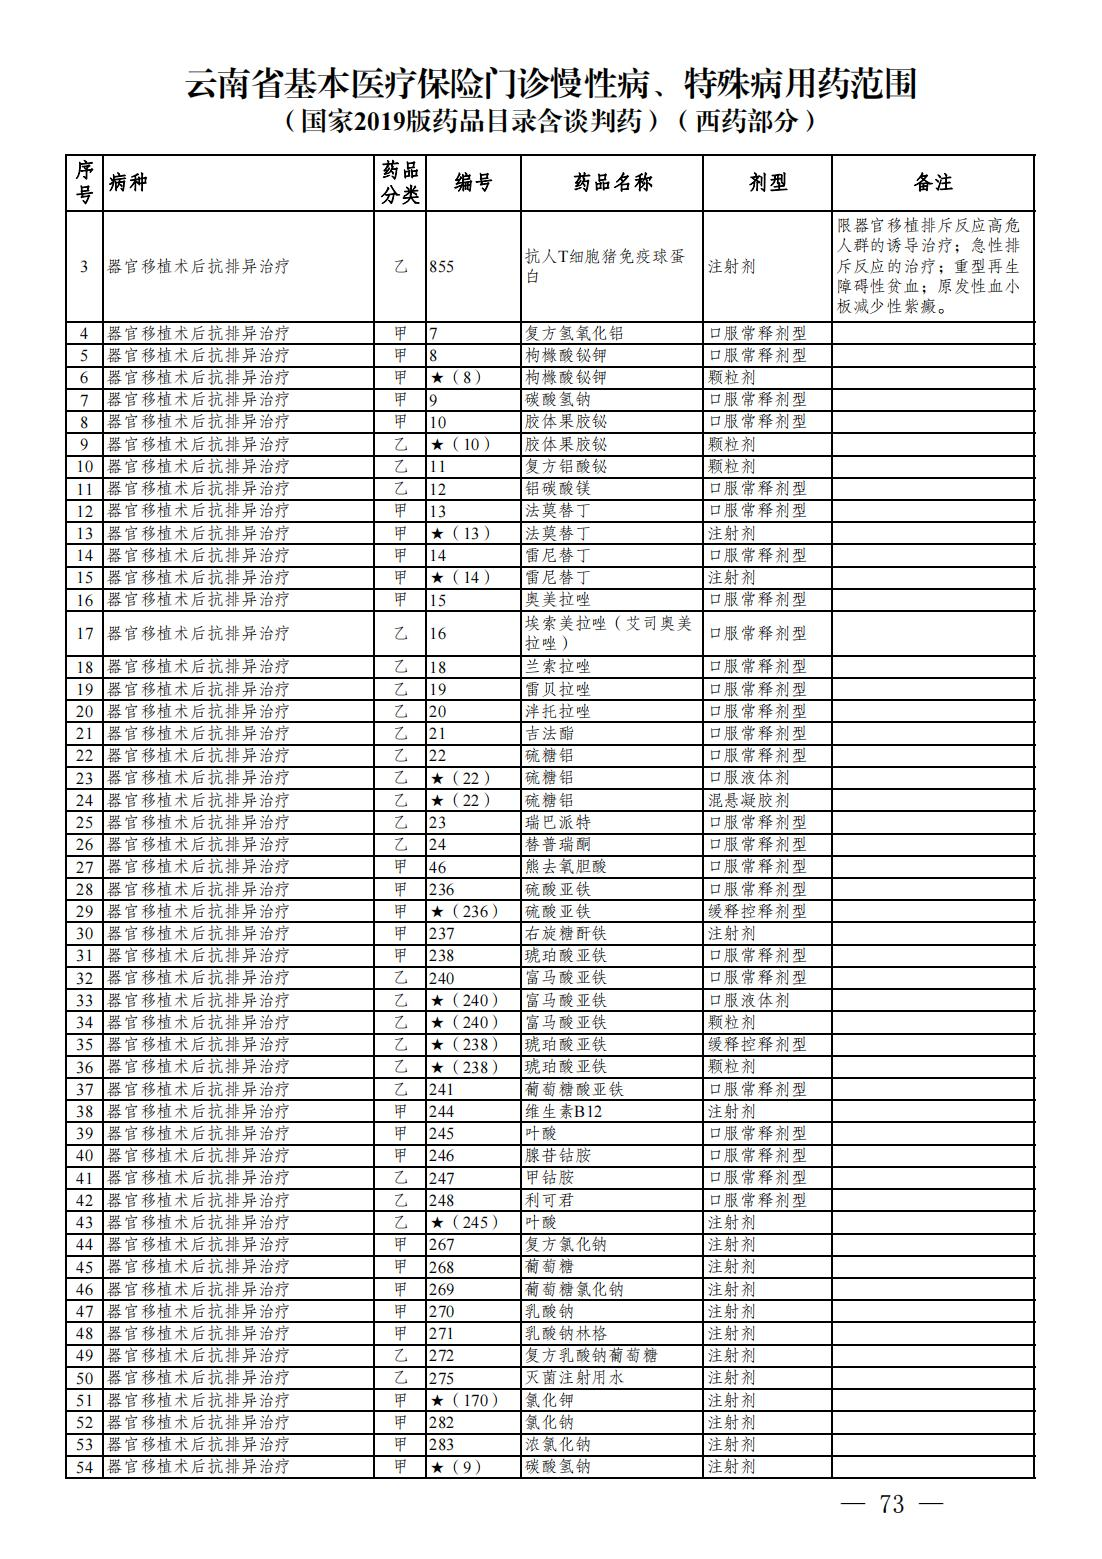 云南省基本医疗保险门诊慢性病、特殊病用药范围
（国家2019版药品目录含谈判药）（西药部分）
序号 病种 药品分类 编号 药品名称 剂型 备注
3 器官移植术后抗排异治疗 乙 855 抗人T细胞猪免疫球蛋白 注射剂 限器官移植排斥反应高危人群的诱导治疗；急性排斥反应的治疗；重型再生障碍性贫血；原发性血小板减少性紫癜。
4 器官移植术后抗排异治疗 甲 7 复方氢氧化铝 口服常释剂型
5 器官移植术后抗排异治疗 甲 8 枸橼酸铋钾 口服常释剂型
6 器官移植术后抗排异治疗 甲 ★（8） 枸橼酸铋钾 颗粒剂
7 器官移植术后抗排异治疗 甲 9 碳酸氢钠 口服常释剂型
8 器官移植术后抗排异治疗 甲 10 胶体果胶铋 口服常释剂型
9 器官移植术后抗排异治疗 乙 ★（10） 胶体果胶铋 颗粒剂
10 器官移植术后抗排异治疗 乙 11 复方铝酸铋 颗粒剂
11 器官移植术后抗排异治疗 乙 12 铝碳酸镁 口服常释剂型
12 器官移植术后抗排异治疗 甲 13 法莫替丁 口服常释剂型
13 器官移植术后抗排异治疗 甲 ★（13） 法莫替丁 注射剂
14 器官移植术后抗排异治疗 甲 14 雷尼替丁 口服常释剂型
15 器官移植术后抗排异治疗 甲 ★（14） 雷尼替丁 注射剂
16 器官移植术后抗排异治疗 甲 15 奥美拉唑 口服常释剂型
17 器官移植术后抗排异治疗 乙 16 埃索美拉唑（艾司奥美拉唑） 口服常释剂型
18 器官移植术后抗排异治疗 乙 18 兰索拉唑 口服常释剂型
19 器官移植术后抗排异治疗 乙 19 雷贝拉唑 口服常释剂型
20 器官移植术后抗排异治疗 乙 20 泮托拉唑 口服常释剂型
21 器官移植术后抗排异治疗 乙 21 吉法酯 口服常释剂型
22 器官移植术后抗排异治疗 乙 22 硫糖铝 口服常释剂型
23 器官移植术后抗排异治疗 乙 ★（22） 硫糖铝 口服液体剂
24 器官移植术后抗排异治疗 乙 ★（22） 硫糖铝 混悬凝胶剂
25 器官移植术后抗排异治疗 乙 23 瑞巴派特 口服常释剂型
26 器官移植术后抗排异治疗 乙 24 替普瑞酮 口服常释剂型
27 器官移植术后抗排异治疗 甲 46 熊去氧胆酸 口服常释剂型
28 器官移植术后抗排异治疗 甲 236 硫酸亚铁 口服常释剂型
29 器官移植术后抗排异治疗 甲 ★（236） 硫酸亚铁 缓释控释剂型
30 器官移植术后抗排异治疗 甲 237 右旋糖酐铁 注射剂
31 器官移植术后抗排异治疗 甲 238 琥珀酸亚铁 口服常释剂型
32 器官移植术后抗排异治疗 乙 240 富马酸亚铁 口服常释剂型
33 器官移植术后抗排异治疗 乙 ★（240） 富马酸亚铁 口服液体剂
34 器官移植术后抗排异治疗 乙 ★（240） 富马酸亚铁 颗粒剂
35 器官移植术后抗排异治疗 乙 ★（238） 琥珀酸亚铁 缓释控释剂型
36 器官移植术后抗排异治疗 乙 ★（238） 琥珀酸亚铁 颗粒剂
37 器官移植术后抗排异治疗 乙 241 葡萄糖酸亚铁 口服常释剂型
38 器官移植术后抗排异治疗 甲 244 维生素B12 注射剂
39 器官移植术后抗排异治疗 甲 245 叶酸 口服常释剂型
40 器官移植术后抗排异治疗 甲 246 腺苷钴胺 口服常释剂型
41 器官移植术后抗排异治疗 乙 247 甲钴胺 口服常释剂型
42 器官移植术后抗排异治疗 乙 248 利可君 口服常释剂型
43 器官移植术后抗排异治疗 乙 ★（245） 叶酸 注射剂
44 器官移植术后抗排异治疗 甲 267 复方氯化钠 注射剂
45 器官移植术后抗排异治疗 甲 268 葡萄糖 注射剂
46 器官移植术后抗排异治疗 甲 269 葡萄糖氯化钠 注射剂
47 器官移植术后抗排异治疗 甲 270 乳酸钠 注射剂
48 器官移植术后抗排异治疗 甲 271 乳酸钠林格 注射剂
49 器官移植术后抗排异治疗 乙 272 复方乳酸钠葡萄糖 注射剂
50 器官移植术后抗排异治疗 乙 275 灭菌注射用水 注射剂
51 器官移植术后抗排异治疗 甲 ★（170） 氯化钾 注射剂
52 器官移植术后抗排异治疗 甲 282 氯化钠 注射剂
53 器官移植术后抗排异治疗 甲 283 浓氯化钠 注射剂
54 器官移植术后抗排异治疗 甲 ★（9） 碳酸氢钠 注射剂
— 73 —